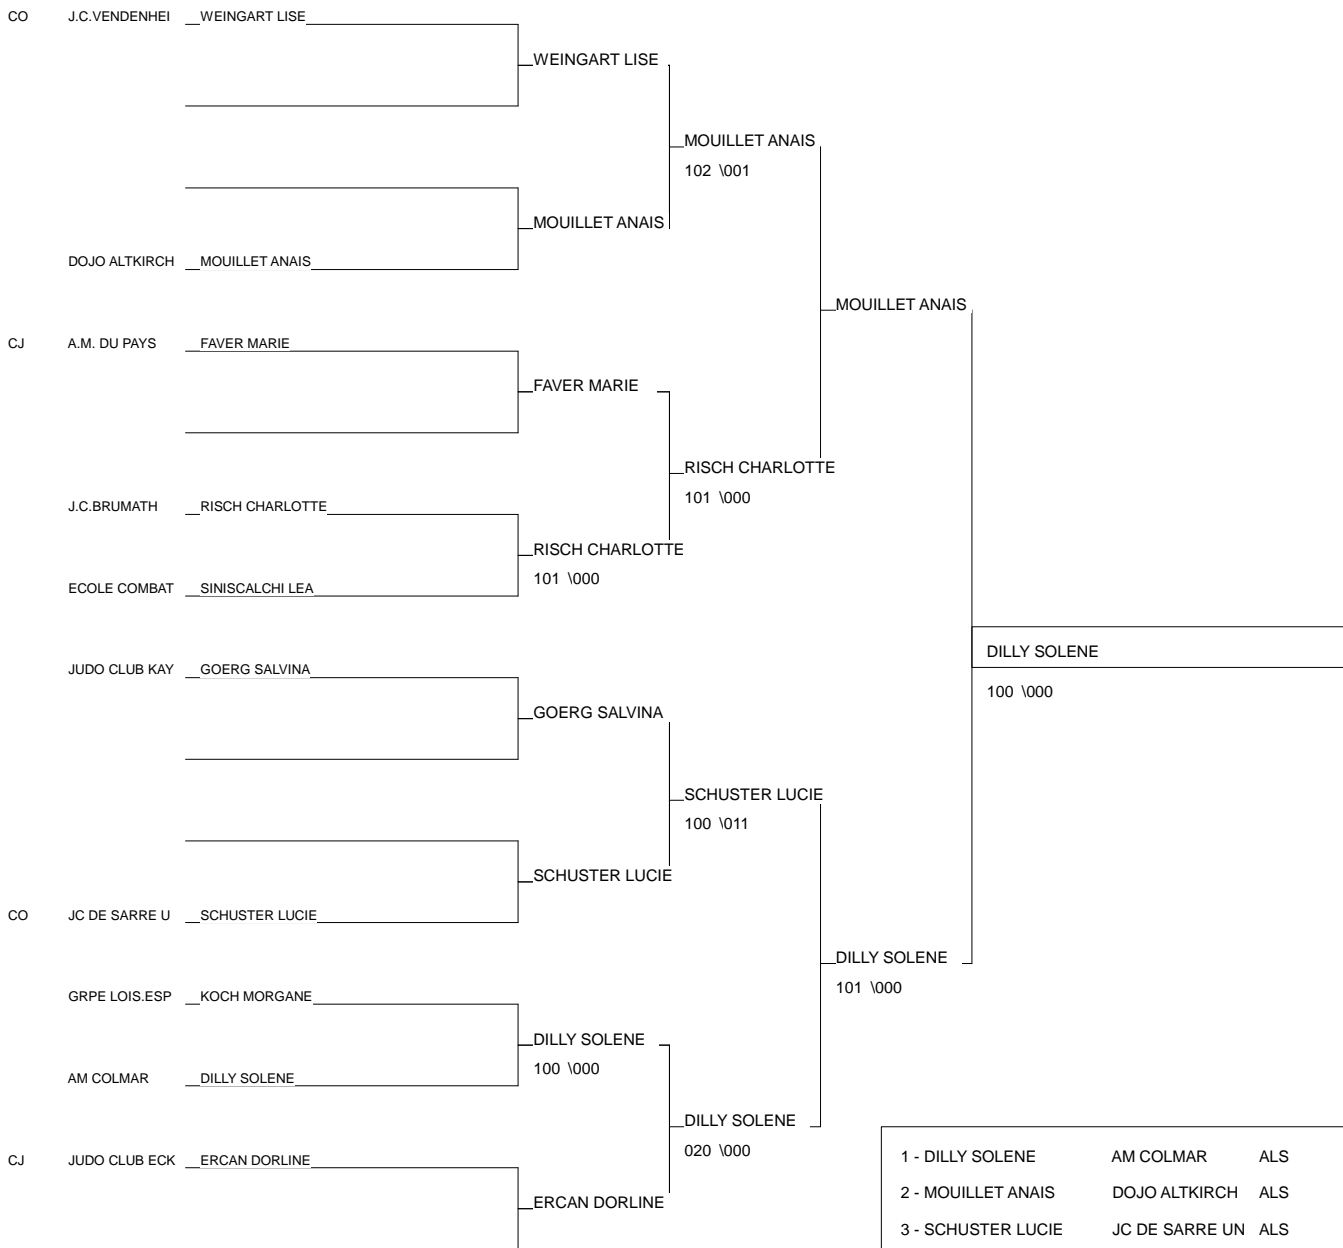 CO J.C.VENDENHEI WEINGART LISE
WEINGART LISE
MOUILLET ANAIS
102 \001
MOUILLET ANAIS
DOJO ALTKIRCH MOUILLET ANAIS
MOUILLET ANAIS
CJ A.M. DU PAYS FAVER MARIE
FAVER MARIE
RISCH CHARLOTTE
101 \000
J.C.BRUMATH RISCH CHARLOTTE
RISCH CHARLOTTE
101 \000
ECOLE COMBAT SINISCALCHI LEA
DILLY SOLENE
100 \000
JUDO CLUB KAY GOERG SALVINA
GOERG SALVINA
SCHUSTER LUCIE
100 \011
SCHUSTER LUCIE
CO JC DE SARRE U SCHUSTER LUCIE
DILLY SOLENE
101 \000
GRPE LOIS.ESP KOCH MORGANE
DILLY SOLENE
100 \000
AM COLMAR DILLY SOLENE
DILLY SOLENE
020 \000
CJ JUDO CLUB ECK ERCAN DORLINE
ERCAN DORLINE
1 - DILLY SOLENE AM COLMAR ALS
2 - MOUILLET ANAIS DOJO ALTKIRCH ALS
3 - SCHUSTER LUCIE JC DE SARRE UN ALS